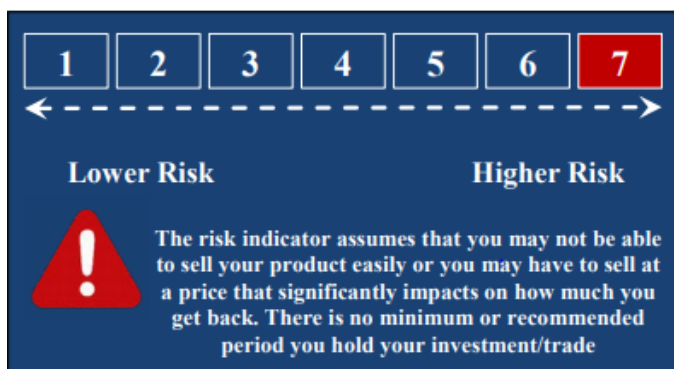 1 2 3 4 5 6 7
Lower Risk Higher Risk
The risk indicator assumes that you may not be able
to sell your product easily or you may have to sell at
a price that significantly impacts on how much you
get back. There is no minimum or recommended
period you hold your investment/trade